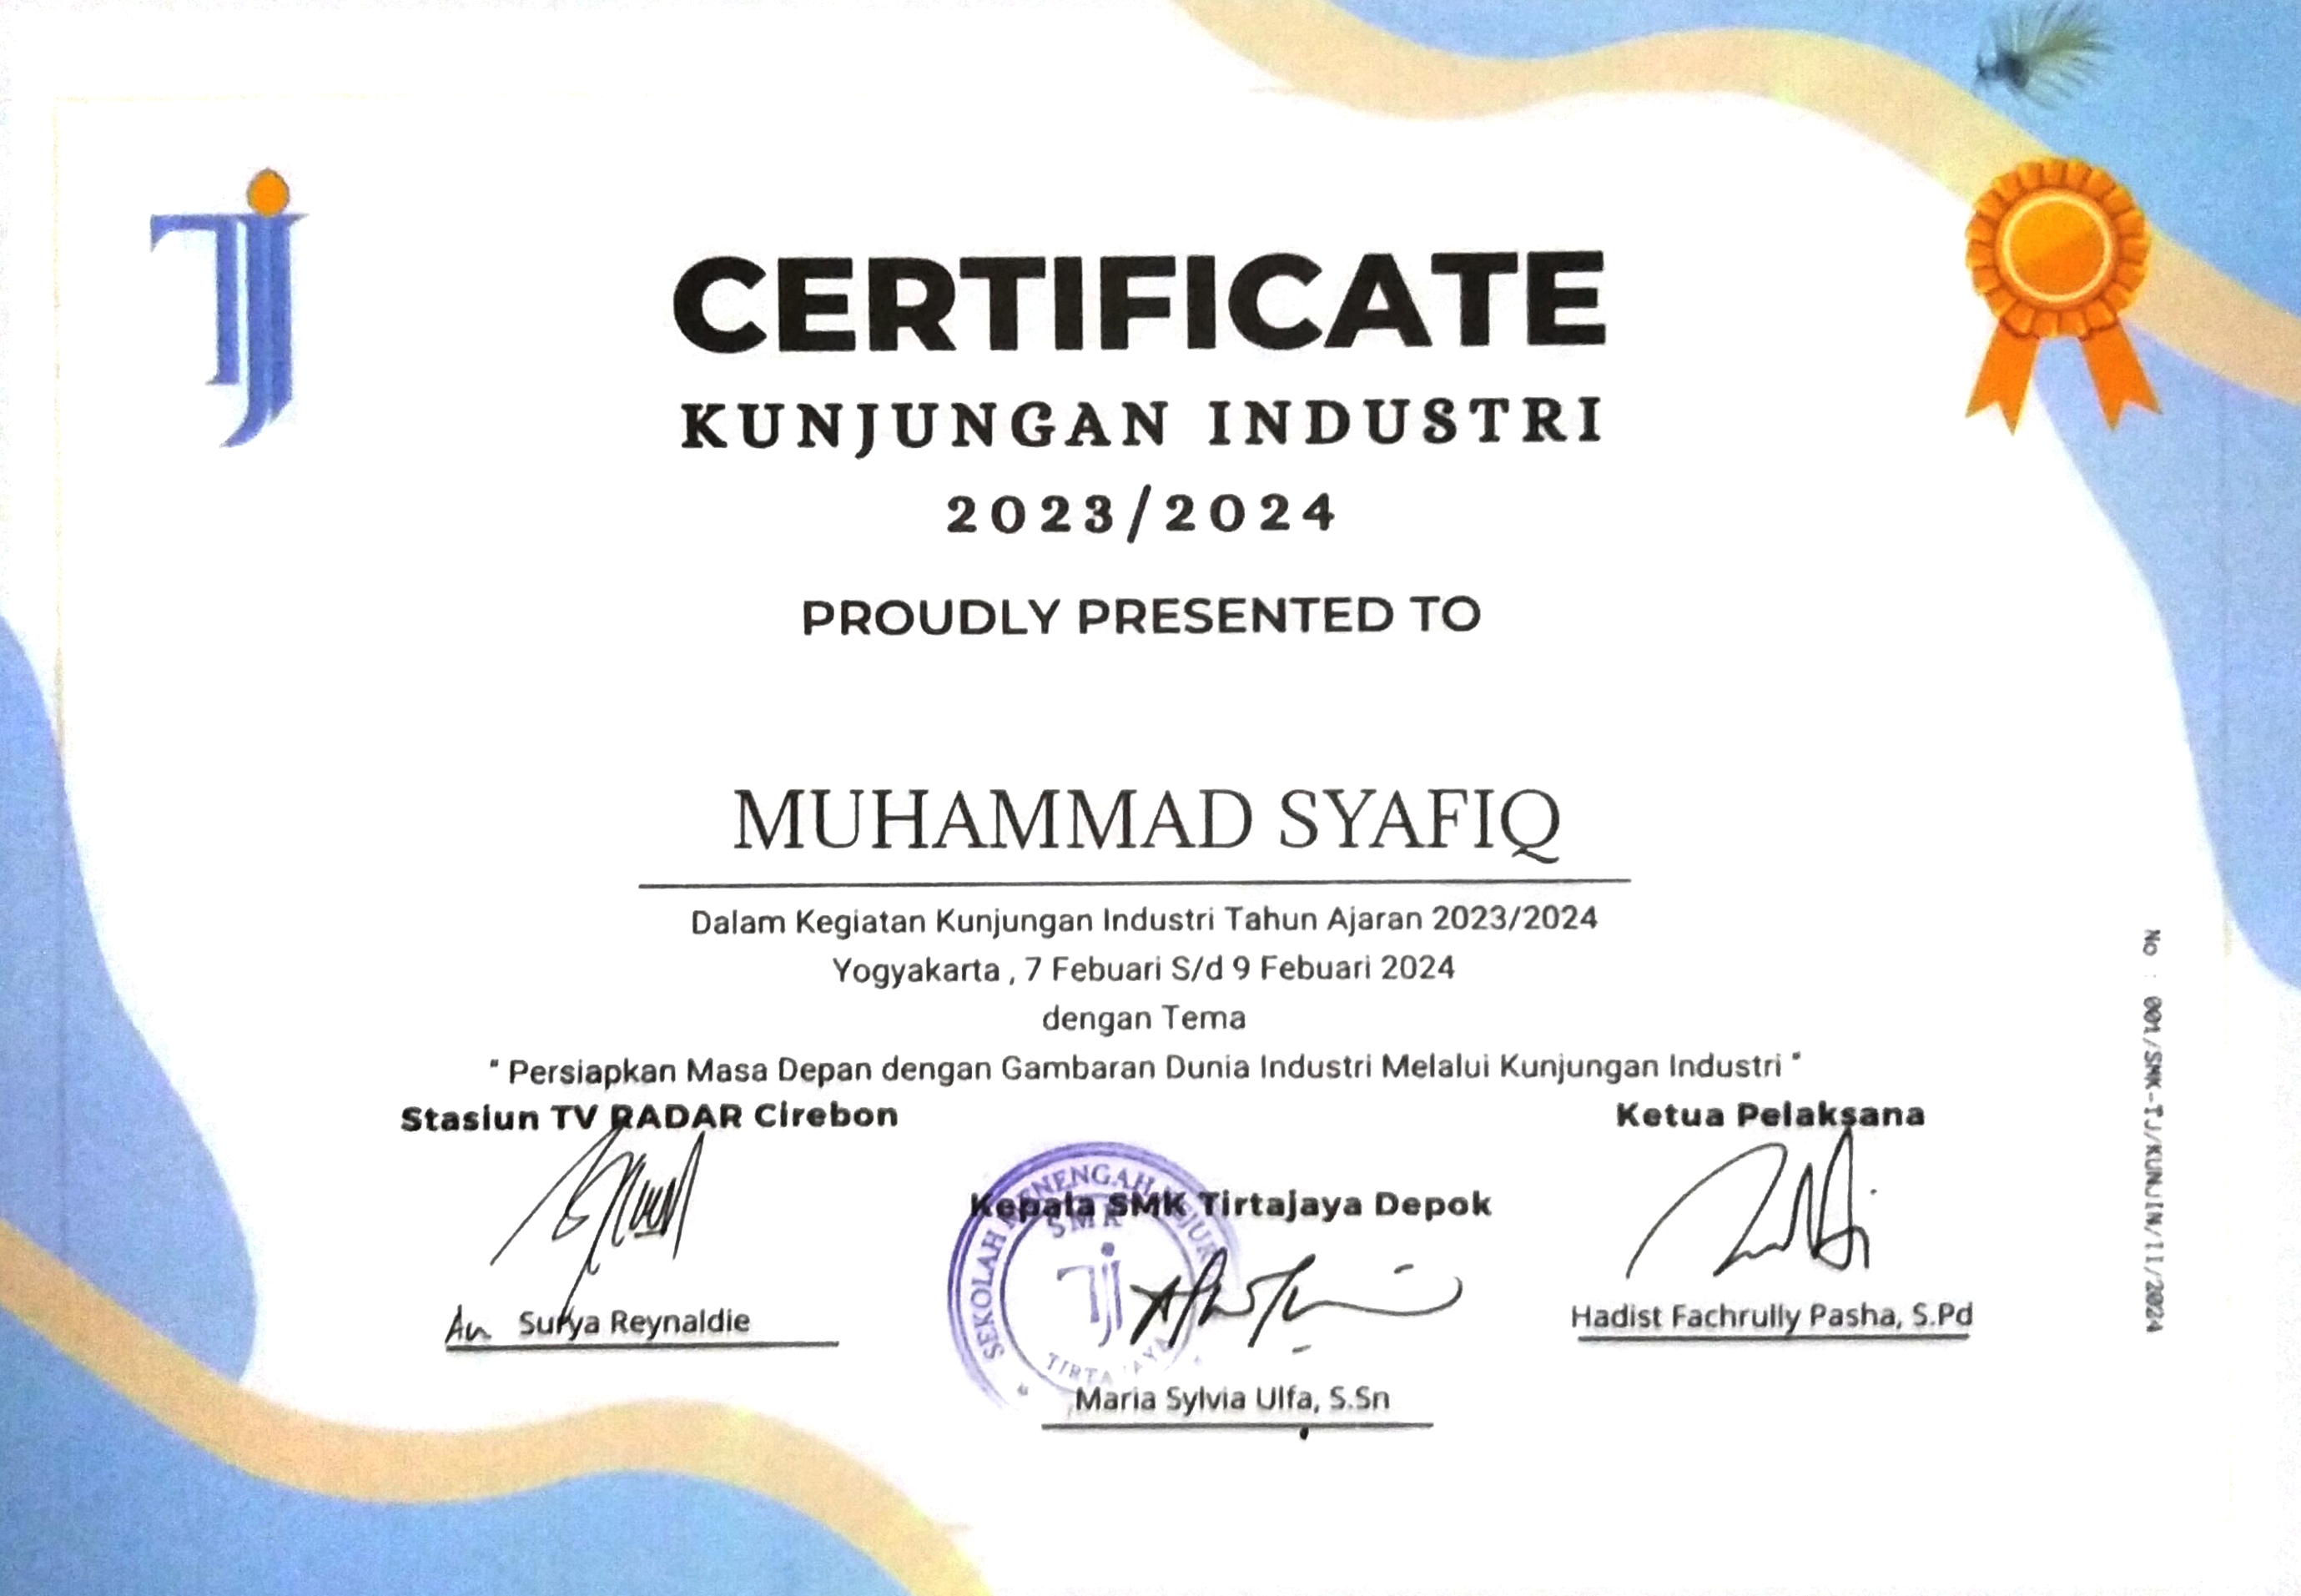 CERTIFICATE
KUNJUNGAN INDUSTRI
2023/2024
PROUDLY PRESENTED TO
MUHAMMAD SYAFIQ
Dalam Kegiatan Kunjungan Industri Tahun Ajaran 2023/2024
Yogyakarta , 7 Febuari S/d 9 Febuari 2024
dengan Tema
" Persiapkan Masa Depan dengan Gambaran Dunia Industri Melalui Kunjungan Industri "
Stasiun TV RADAR Cirebon
An Surya Reynaldie
Kepala SMK Tirtajaya Depok
SEKOLAH MENENGAH KEJUR
SMK
TJ
TIRTAJAYA
Maria Sylvia Ulfa, S.Sn
Ketua Pelaksana
Hadist Fachrully Pasha, S.Pd
No : 001/SMK-TJ/KUNJIN/II/2024
TJ